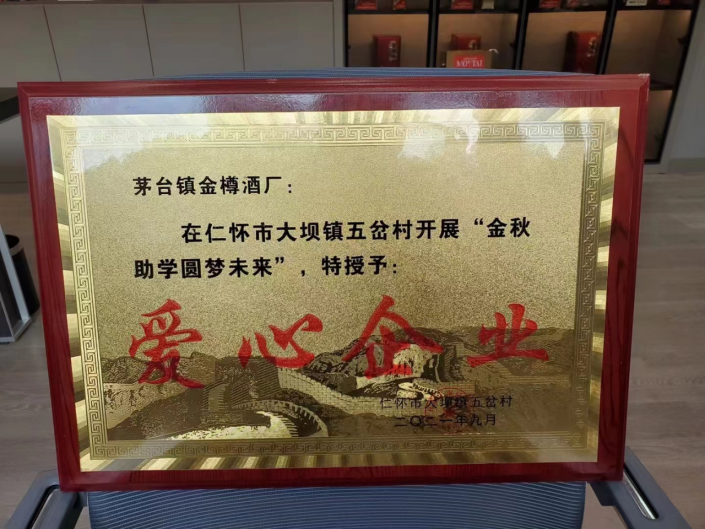 茅台镇金樽酒厂：
在仁怀市大坝镇五岔村开展“金秋
助学圆梦未来”，特授予：
爱心企业
仁怀市大坝镇五岔村
二〇二一年九月